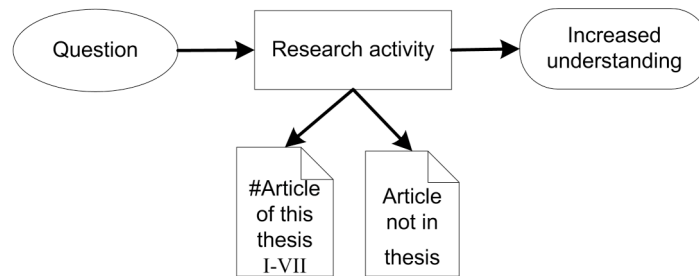 Question
Research activity
Increased
understanding
#Article
of this
thesis
I-VII
Article
not in
thesis